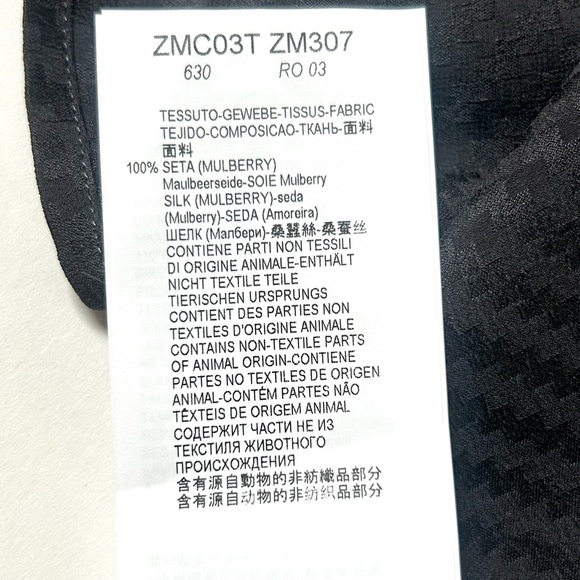 ZMC03T ZM307
630 RO 03
TESSUTO-GEWEBE-TISSUS-FABRIC
TEJIDO-COMPOSICAO-ТКАНЬ-面料
面料
100% SETA (MULBERRY)
Maulbeerseide-SOIE Mulberry
SILK (MULBERRY)-seda
(Mulberry)-SEDA (Amoreira)
ШЕЛК (Малбери)-桑蠶絲-桑蚕丝
CONTIENE PARTI NON TESSILI
DI ORIGINE ANIMALE-ENTHÄLT
NICHT TEXTILE TEILE
TIERISCHEN URSPRUNGS
CONTIENT DES PARTIES NON
TEXTILES D'ORIGINE ANIMALE
CONTAINS NON-TEXTILE PARTS
OF ANIMAL ORIGIN-CONTIENE
PARTES NO TEXTILES DE ORIGEN
ANIMAL-CONTÉM PARTES NÃO
TÊXTEIS DE ORIGEM ANIMAL
СОДЕРЖИТ ЧАСТИ НЕ ИЗ
ТЕКСТИЛЯ ЖИВОТНОГО
ПРОИСХОЖДЕНИЯ
含有源自動物的非紡織品部分
含有源自动物的非纺织品部分